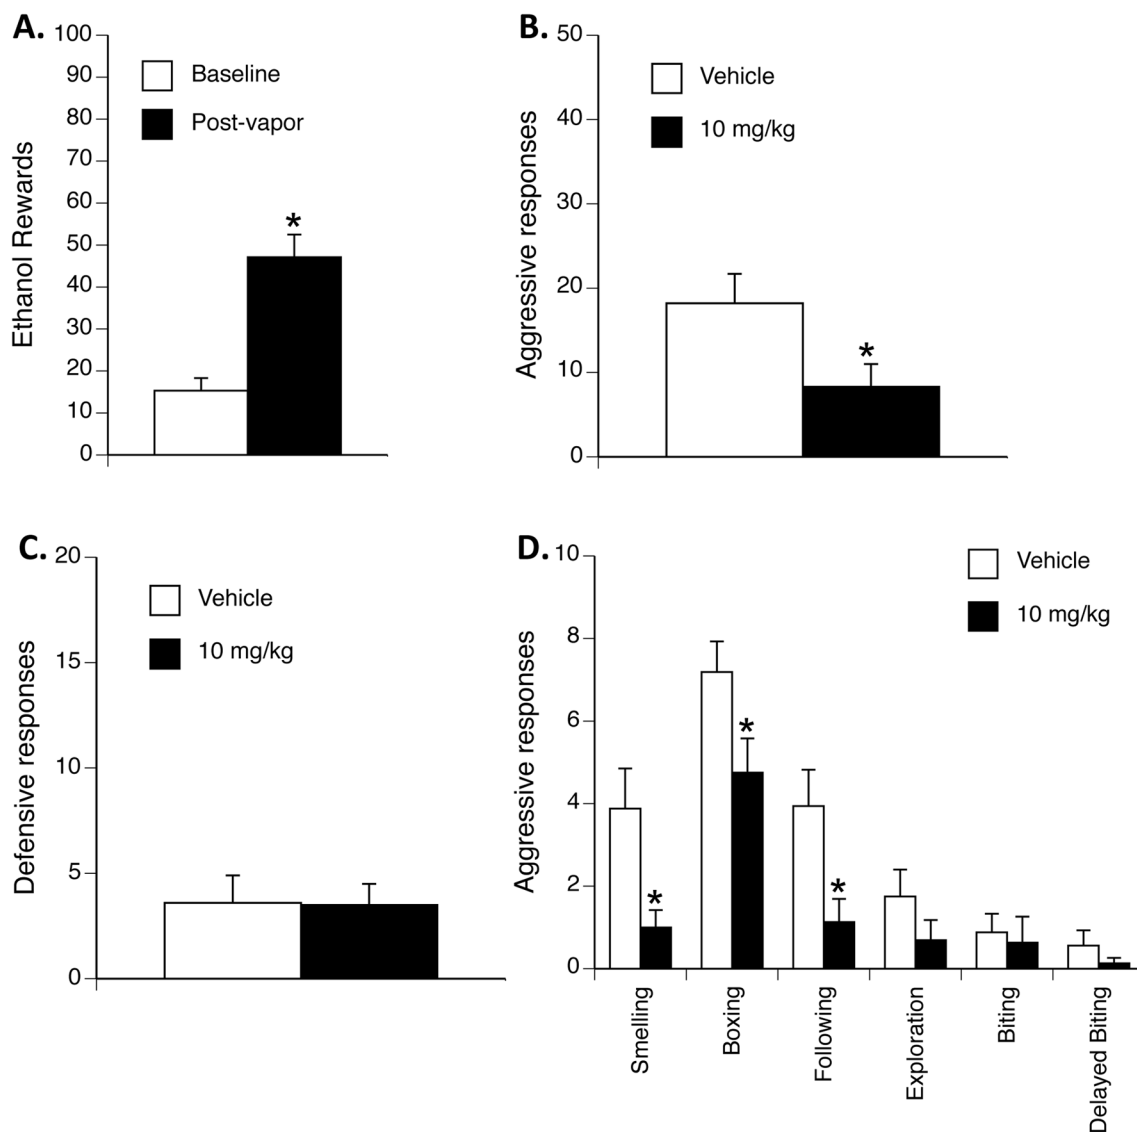 A.
Ethanol Rewards
100
90
80
70
60
50
40
30
20
10
0
Baseline
Post-vapor
*
B.
Aggressive responses
50
40
30
20
10
0
Vehicle
10 mg/kg
*
C.
Defensive responses
20
15
10
5
0
Vehicle
10 mg/kg
D.
Aggressive responses
10
8
6
4
2
0
Vehicle
10 mg/kg
*
*
*
Smelling
Boxing
Following
Exploration
Biting
Delayed Biting